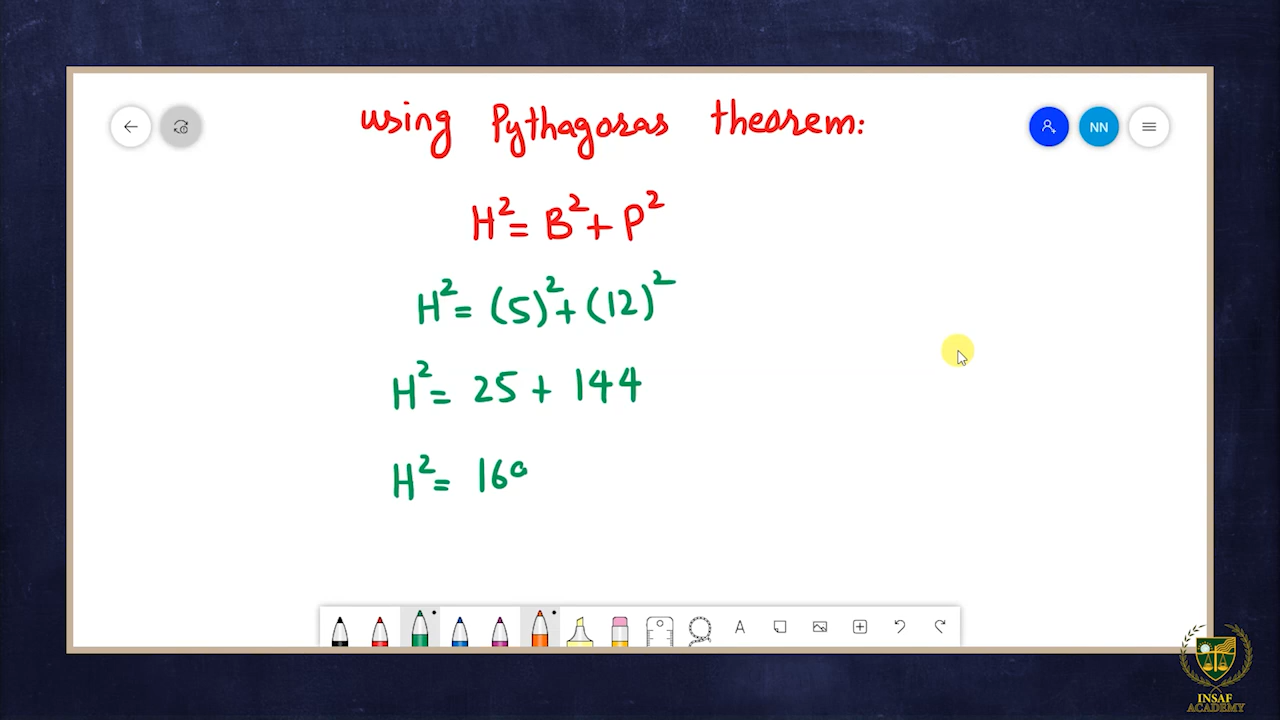 using Pythagoras theorem:
NN
H² = B² + P²
H² = (5)² + (12)²
H² = 25 + 144
H² = 16
A
INSAF
ACADEMY